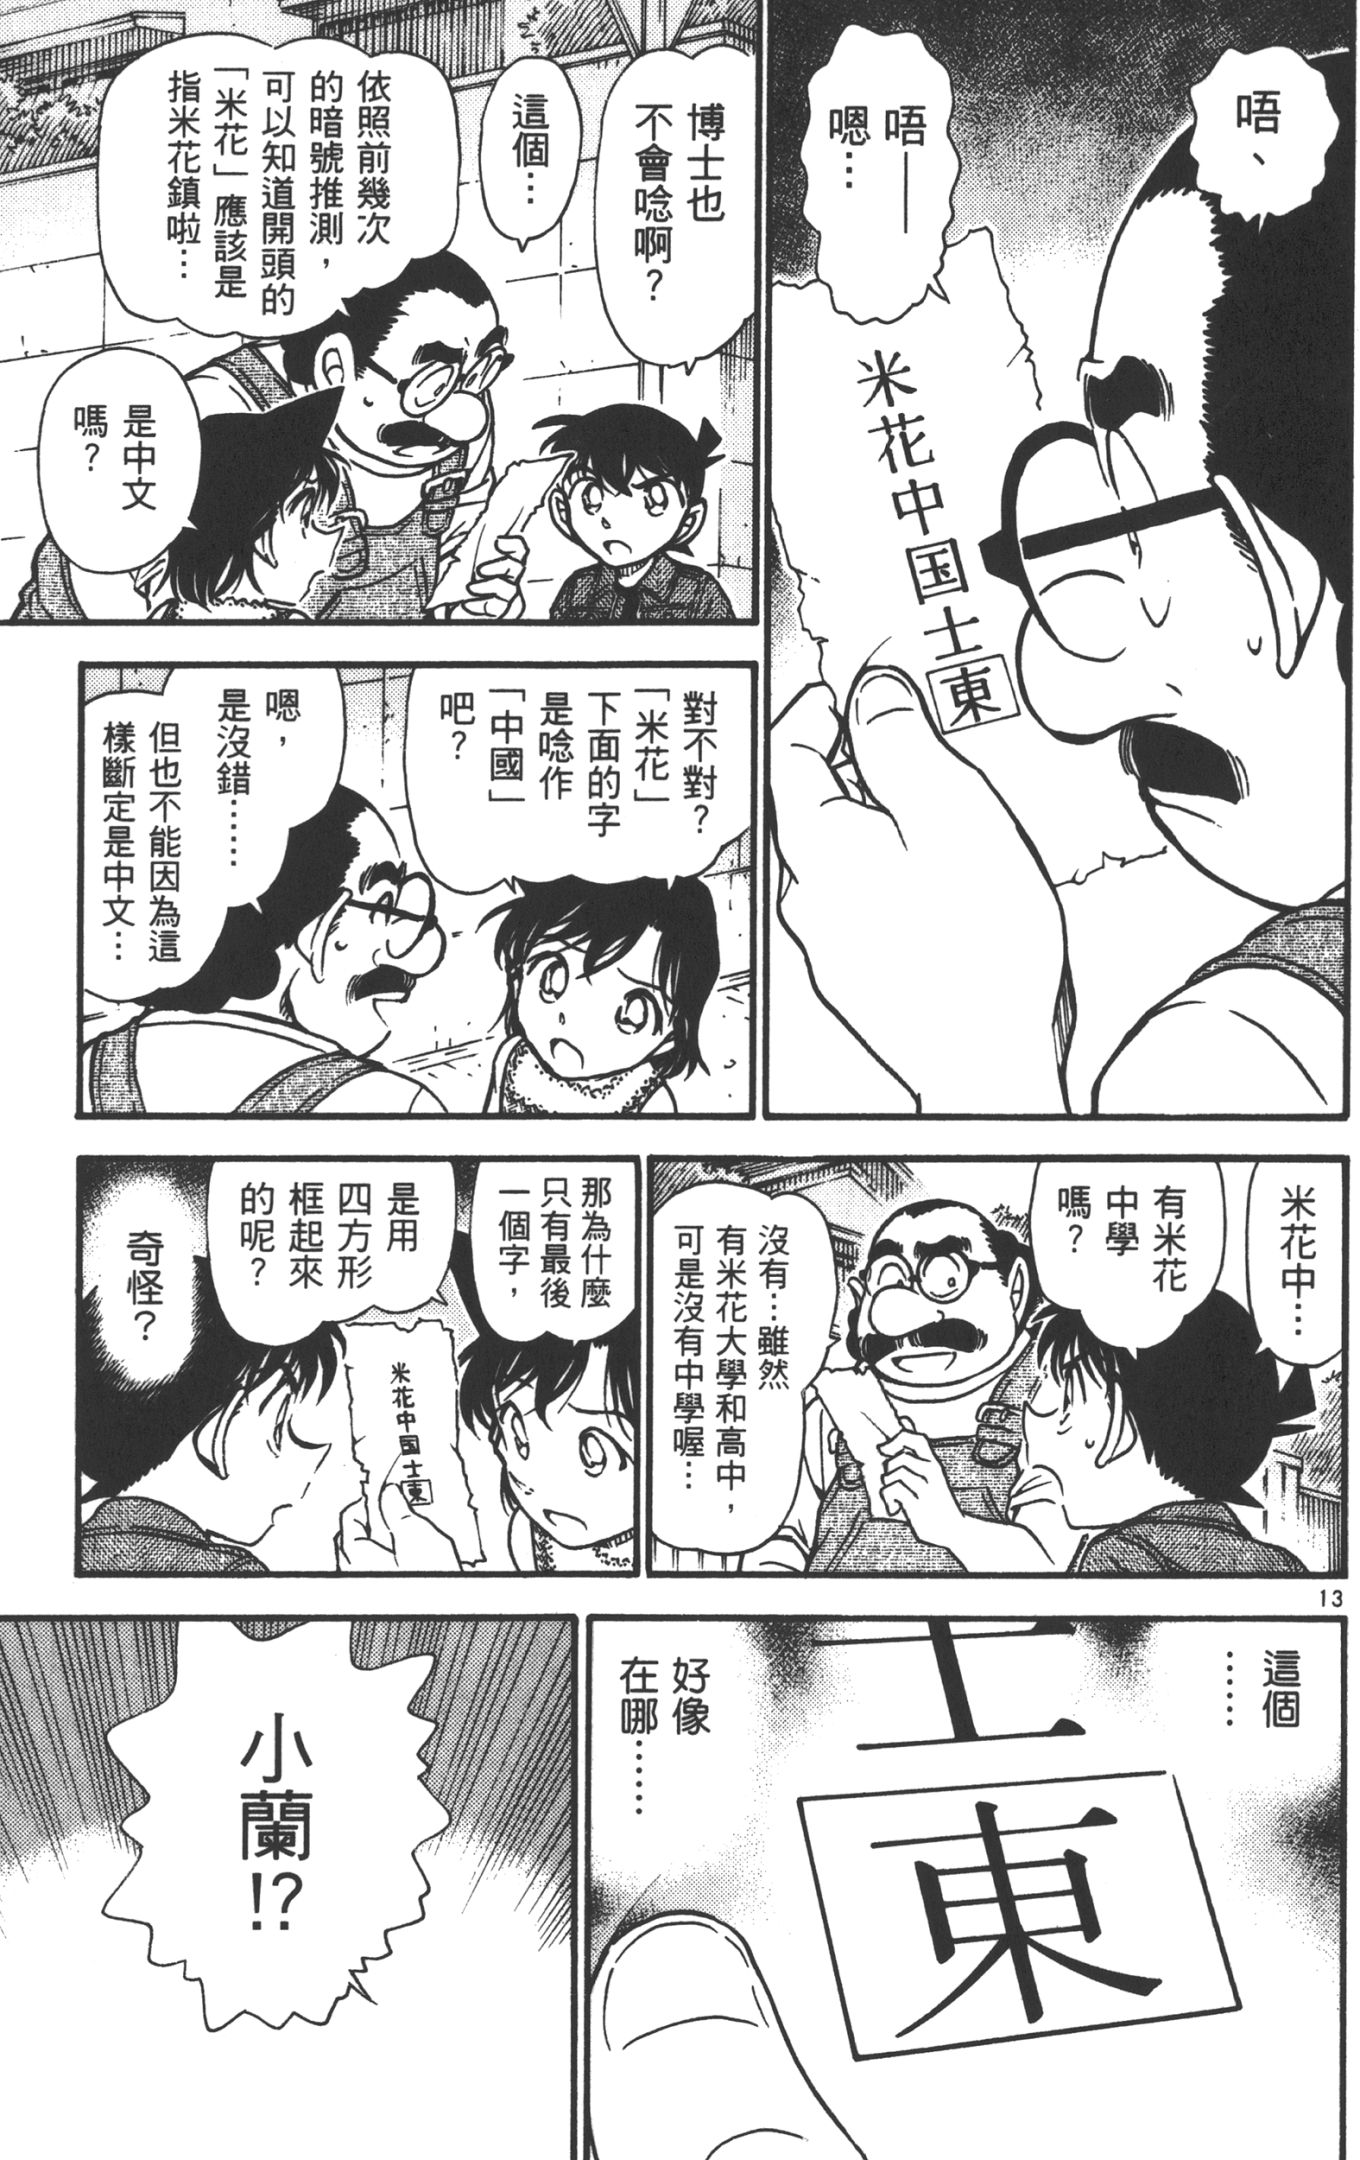 唔、
唔——
嗯…
米花中国士東
博士也
不會唸啊？
這個…
依照前幾次
的暗號推測，
可以知道開頭的
「米花」應該是
指米花鎮啦…
是中文
嗎？
對不對？
「米花」
下面的字
是唸作
「中國」
吧？
嗯，
是沒錯……
但也不能因為這
樣斷定是中文…
米花中…
有米花
中學
嗎？
沒有…雖然
有米花大學和高中，
可是沒有中學喔…
那為什麼
只有最後
一個字，
是用
四方形
框起來
的呢？
米花中国士東
奇怪？
13
這個
……
士東
好像
在哪……
小蘭!?